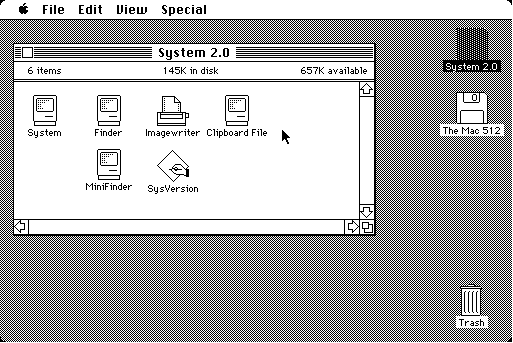 File Edit View Special
System 2.0
6 items 145K in disk 657K available
System Finder Imagewriter Clipboard File
MiniFinder SysVersion
System 2.0
0
The Mac 512
Trash